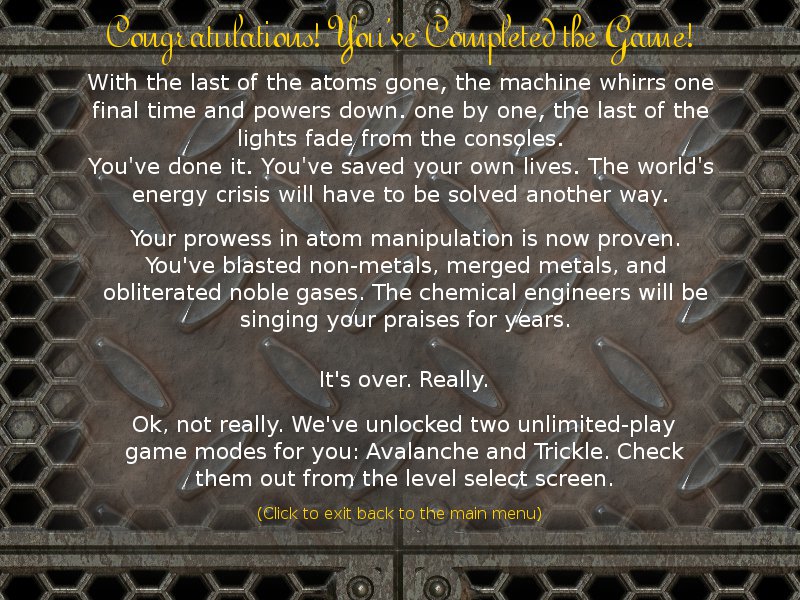 Congratulations! You've Completed the Game!
With the last of the atoms gone, the machine whirrs one
final time and powers down. one by one, the last of the
lights fade from the consoles.
You've done it. You've saved your own lives. The world's
energy crisis will have to be solved another way.
Your prowess in atom manipulation is now proven.
You've blasted non-metals, merged metals, and
obliterated noble gases. The chemical engineers will be
singing your praises for years.
It's over. Really.
Ok, not really. We've unlocked two unlimited-play
game modes for you: Avalanche and Trickle. Check
them out from the level select screen.
(Click to exit back to the main menu)